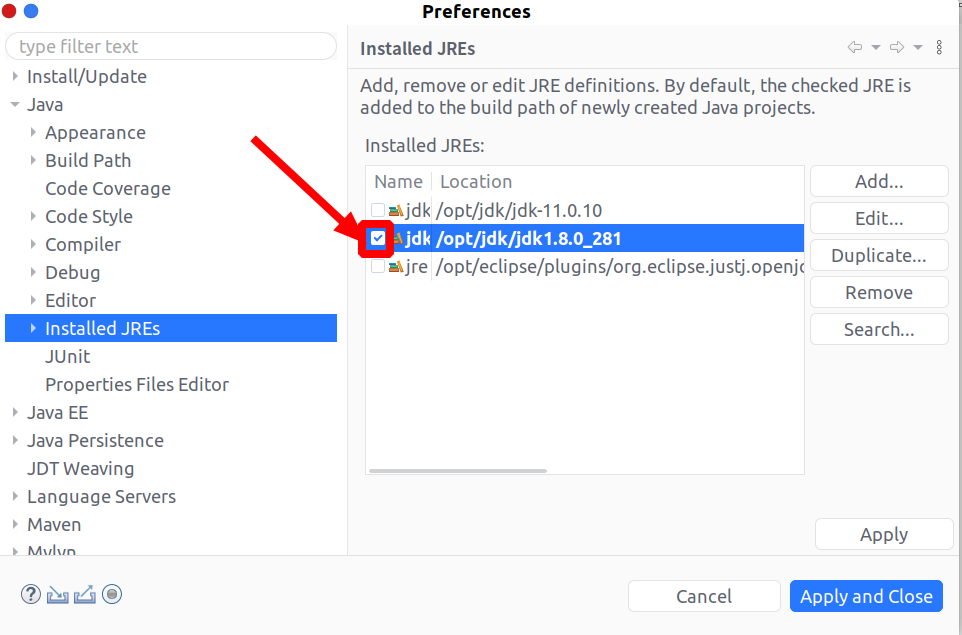 Preferences
type filter text
Install/Update
Java
Appearance
Build Path
Code Coverage
Code Style
Compiler
Debug
Editor
Installed JREs
JUnit
Properties Files Editor
Java EE
Java Persistence
JDT Weaving
Language Servers
Maven
Mylyn
Installed JREs
Add, remove or edit JRE definitions. By default, the checked JRE is
added to the build path of newly created Java projects.
Installed JREs:
Name Location
jdk /opt/jdk/jdk-11.0.10
jdk /opt/jdk/jdk1.8.0_281
jre /opt/eclipse/plugins/org.eclipse.justj.openjc
Add...
Edit...
Duplicate...
Remove
Search...
Apply
Cancel
Apply and Close